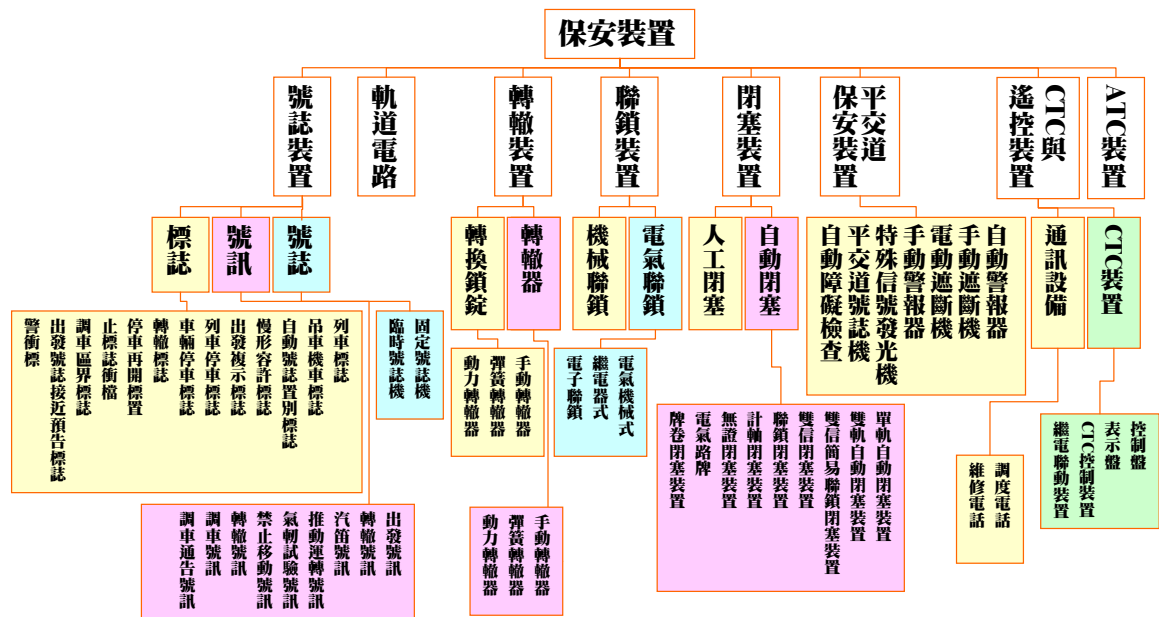 保安裝置
號誌裝置
軌道電路
轉轍裝置
聯鎖裝置
閉塞裝置
平交道
保安裝置
CTC與
遙控裝置
ATC裝置
標誌
號訊
號誌
轉換鎖錠
轉轍器
機械聯鎖
電氣聯鎖
人工閉塞
自動閉塞
自動警報器
手動遮斷機
電動遮斷機
手動警報器
特殊信號發光機
平交道號誌機
自動障礙檢查
通訊設備
CTC裝置
列車標誌
吊車機車標誌
自動號誌置別標誌
慢形容許標誌
出發複示標誌
列車停車標誌
車輛停車標誌
轉轍標誌
停車再開標置
止標誌衝檔
調車區界標誌
出發號誌接近預告標誌
警衝標
固定號誌機
臨時號誌機
手動轉轍器
彈簧轉轍器
動力轉轍器
電氣機械式
繼電器式
電子聯鎖
單軌自動閉塞裝置
雙軌自動閉塞裝置
雙信簡易聯鎖閉塞裝置
雙信閉塞裝置
聯鎖閉塞裝置
計軸閉塞裝置
無證閉塞裝置
電氣路牌
牌卷閉塞裝置
調度電話
維修電話
控制盤
表示盤
CTC控制裝置
繼電聯動裝置
出發號訊
轉轍號訊
汽笛號訊
推動運轉號訊
氣軔試驗號訊
禁止移動號訊
轉轍號訊
調車號訊
調車通告號訊
手動轉轍器
彈簧轉轍器
動力轉轍器